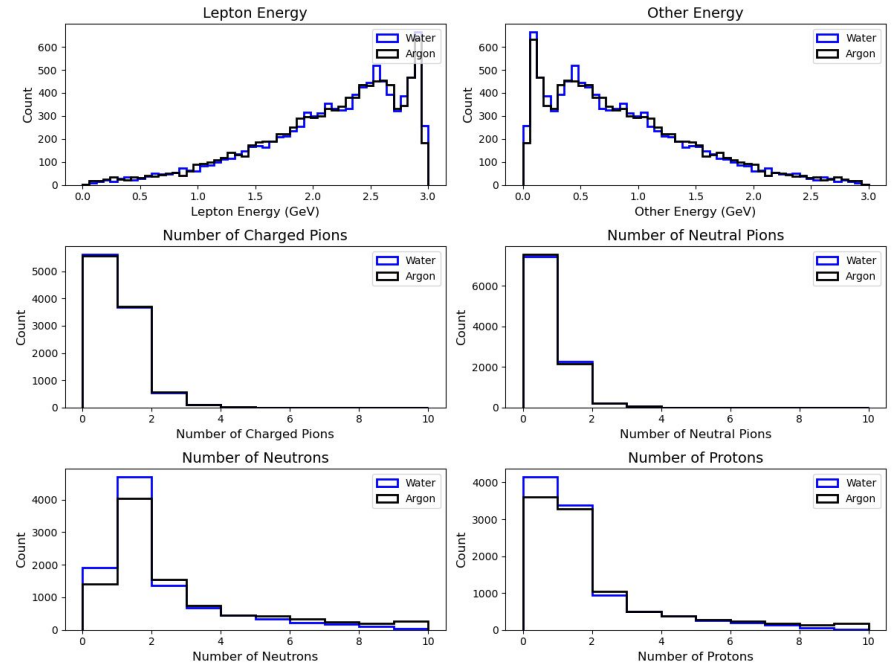 Lepton Energy
Count
600
500
400
300
200
100
0
0.0 0.5 1.0 1.5 2.0 2.5 3.0
Lepton Energy (GeV)
Water
Argon
Other Energy
Count
600
500
400
300
200
100
0
0.0 0.5 1.0 1.5 2.0 2.5 3.0
Other Energy (GeV)
Water
Argon
Number of Charged Pions
Count
5000
4000
3000
2000
1000
0
0 2 4 6 8 10
Number of Charged Pions
Water
Argon
Number of Neutral Pions
Count
6000
4000
2000
0
0 2 4 6 8 10
Number of Neutral Pions
Water
Argon
Number of Neutrons
Count
4000
3000
2000
1000
0
0 2 4 6 8 10
Number of Neutrons
Water
Argon
Number of Protons
Count
4000
3000
2000
1000
0
0 2 4 6 8 10
Number of Protons
Water
Argon